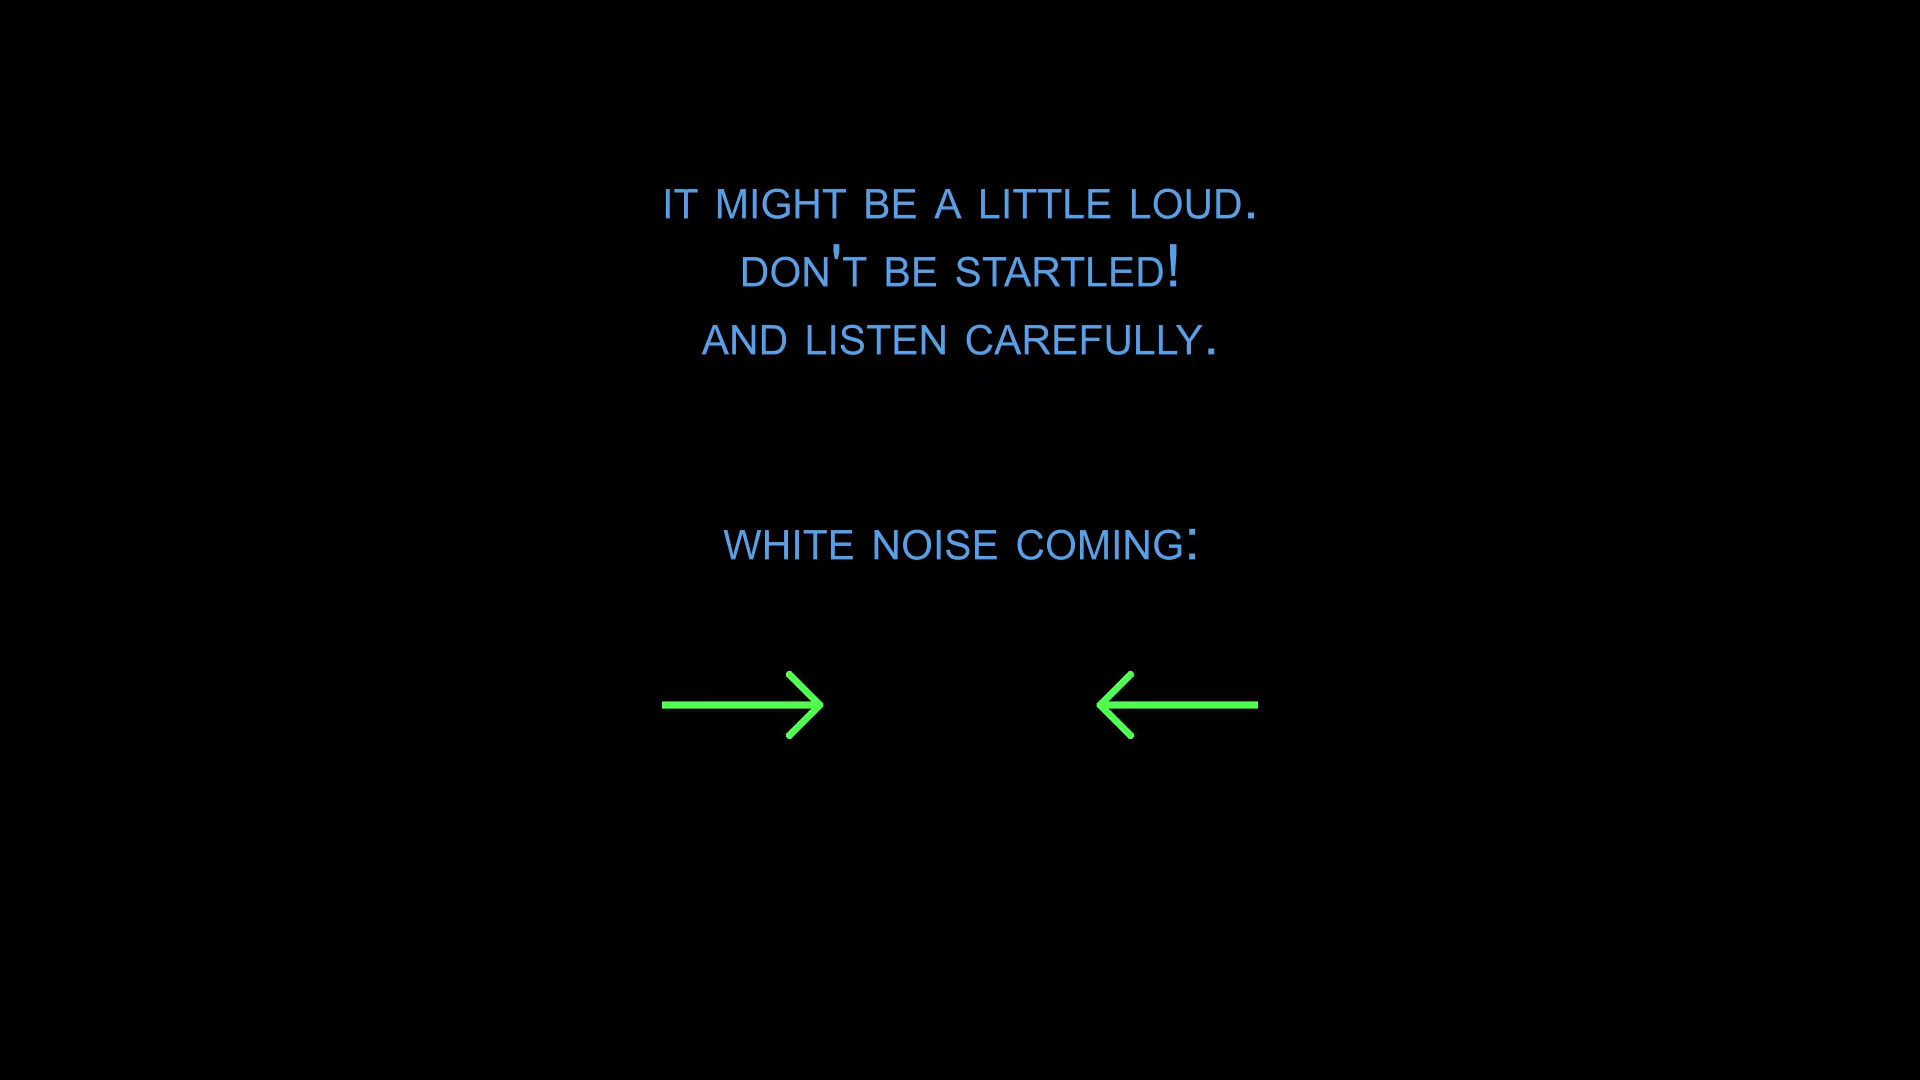 IT MIGHT BE A LITTLE LOUD.
DON'T BE STARTLED!
AND LISTEN CAREFULLY.
WHITE NOISE COMING: